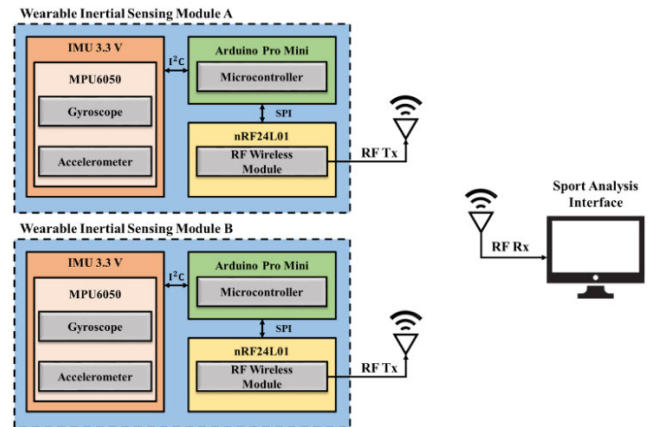 Wearable Inertial Sensing Module A
IMU 3.3 V
MPU6050
Gyroscope
Accelerometer
I²C
Arduino Pro Mini
Microcontroller
SPI
nRF24L01
RF Wireless
Module
RF Tx
Wearable Inertial Sensing Module B
IMU 3.3 V
MPU6050
Gyroscope
Accelerometer
I²C
Arduino Pro Mini
Microcontroller
SPI
nRF24L01
RF Wireless
Module
RF Tx
RF Rx
Sport Analysis
Interface